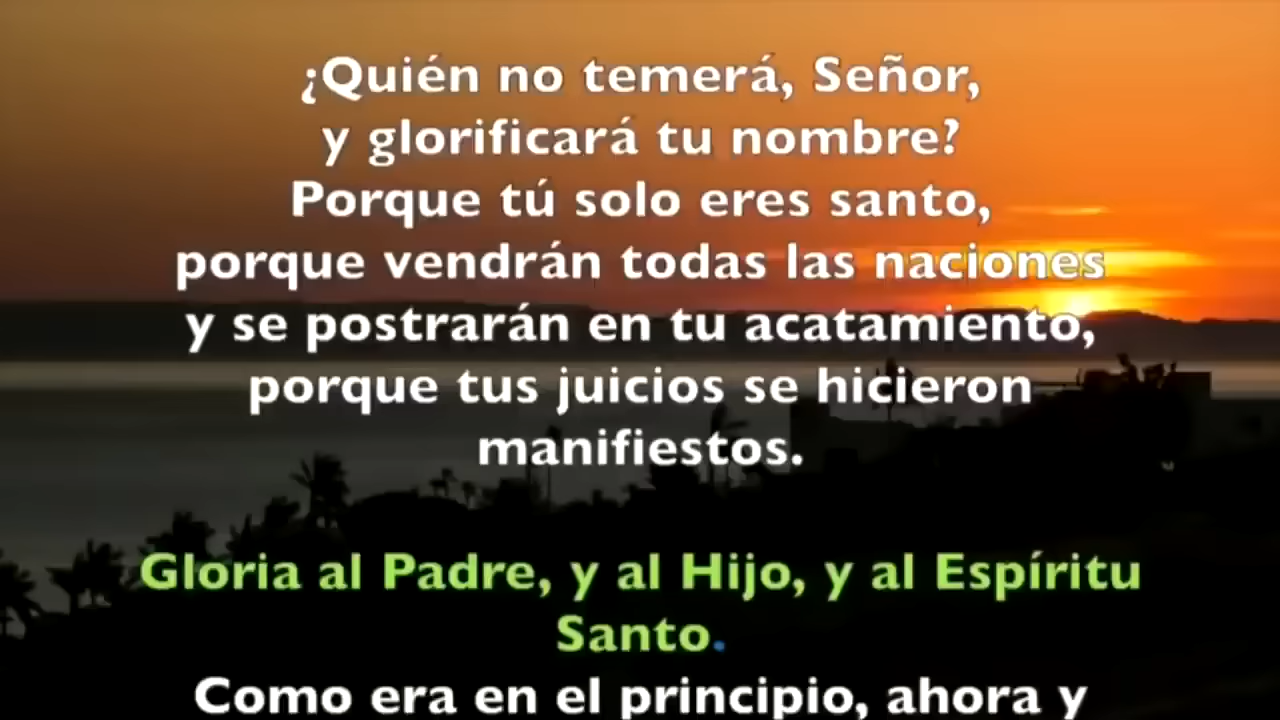 ¿Quién no temerá, Señor,
y glorificará tu nombre?
Porque tú solo eres santo,
porque vendrán todas las naciones
y se postrarán en tu acatamiento,
porque tus juicios se hicieron
manifiestos.
Gloria al Padre, y al Hijo, y al Espíritu
Santo.
Como era en el principio, ahora y